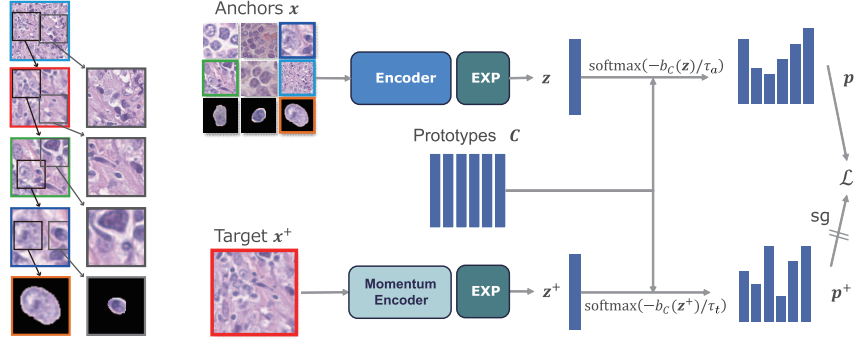 Anchors x
Encoder
EXP
z
softmax(−b_C(z)/τ_a)
p
Prototypes C
ℒ
sg
Target x⁺
Momentum
Encoder
EXP
z⁺
softmax(−b_C(z⁺)/τ_t)
p⁺